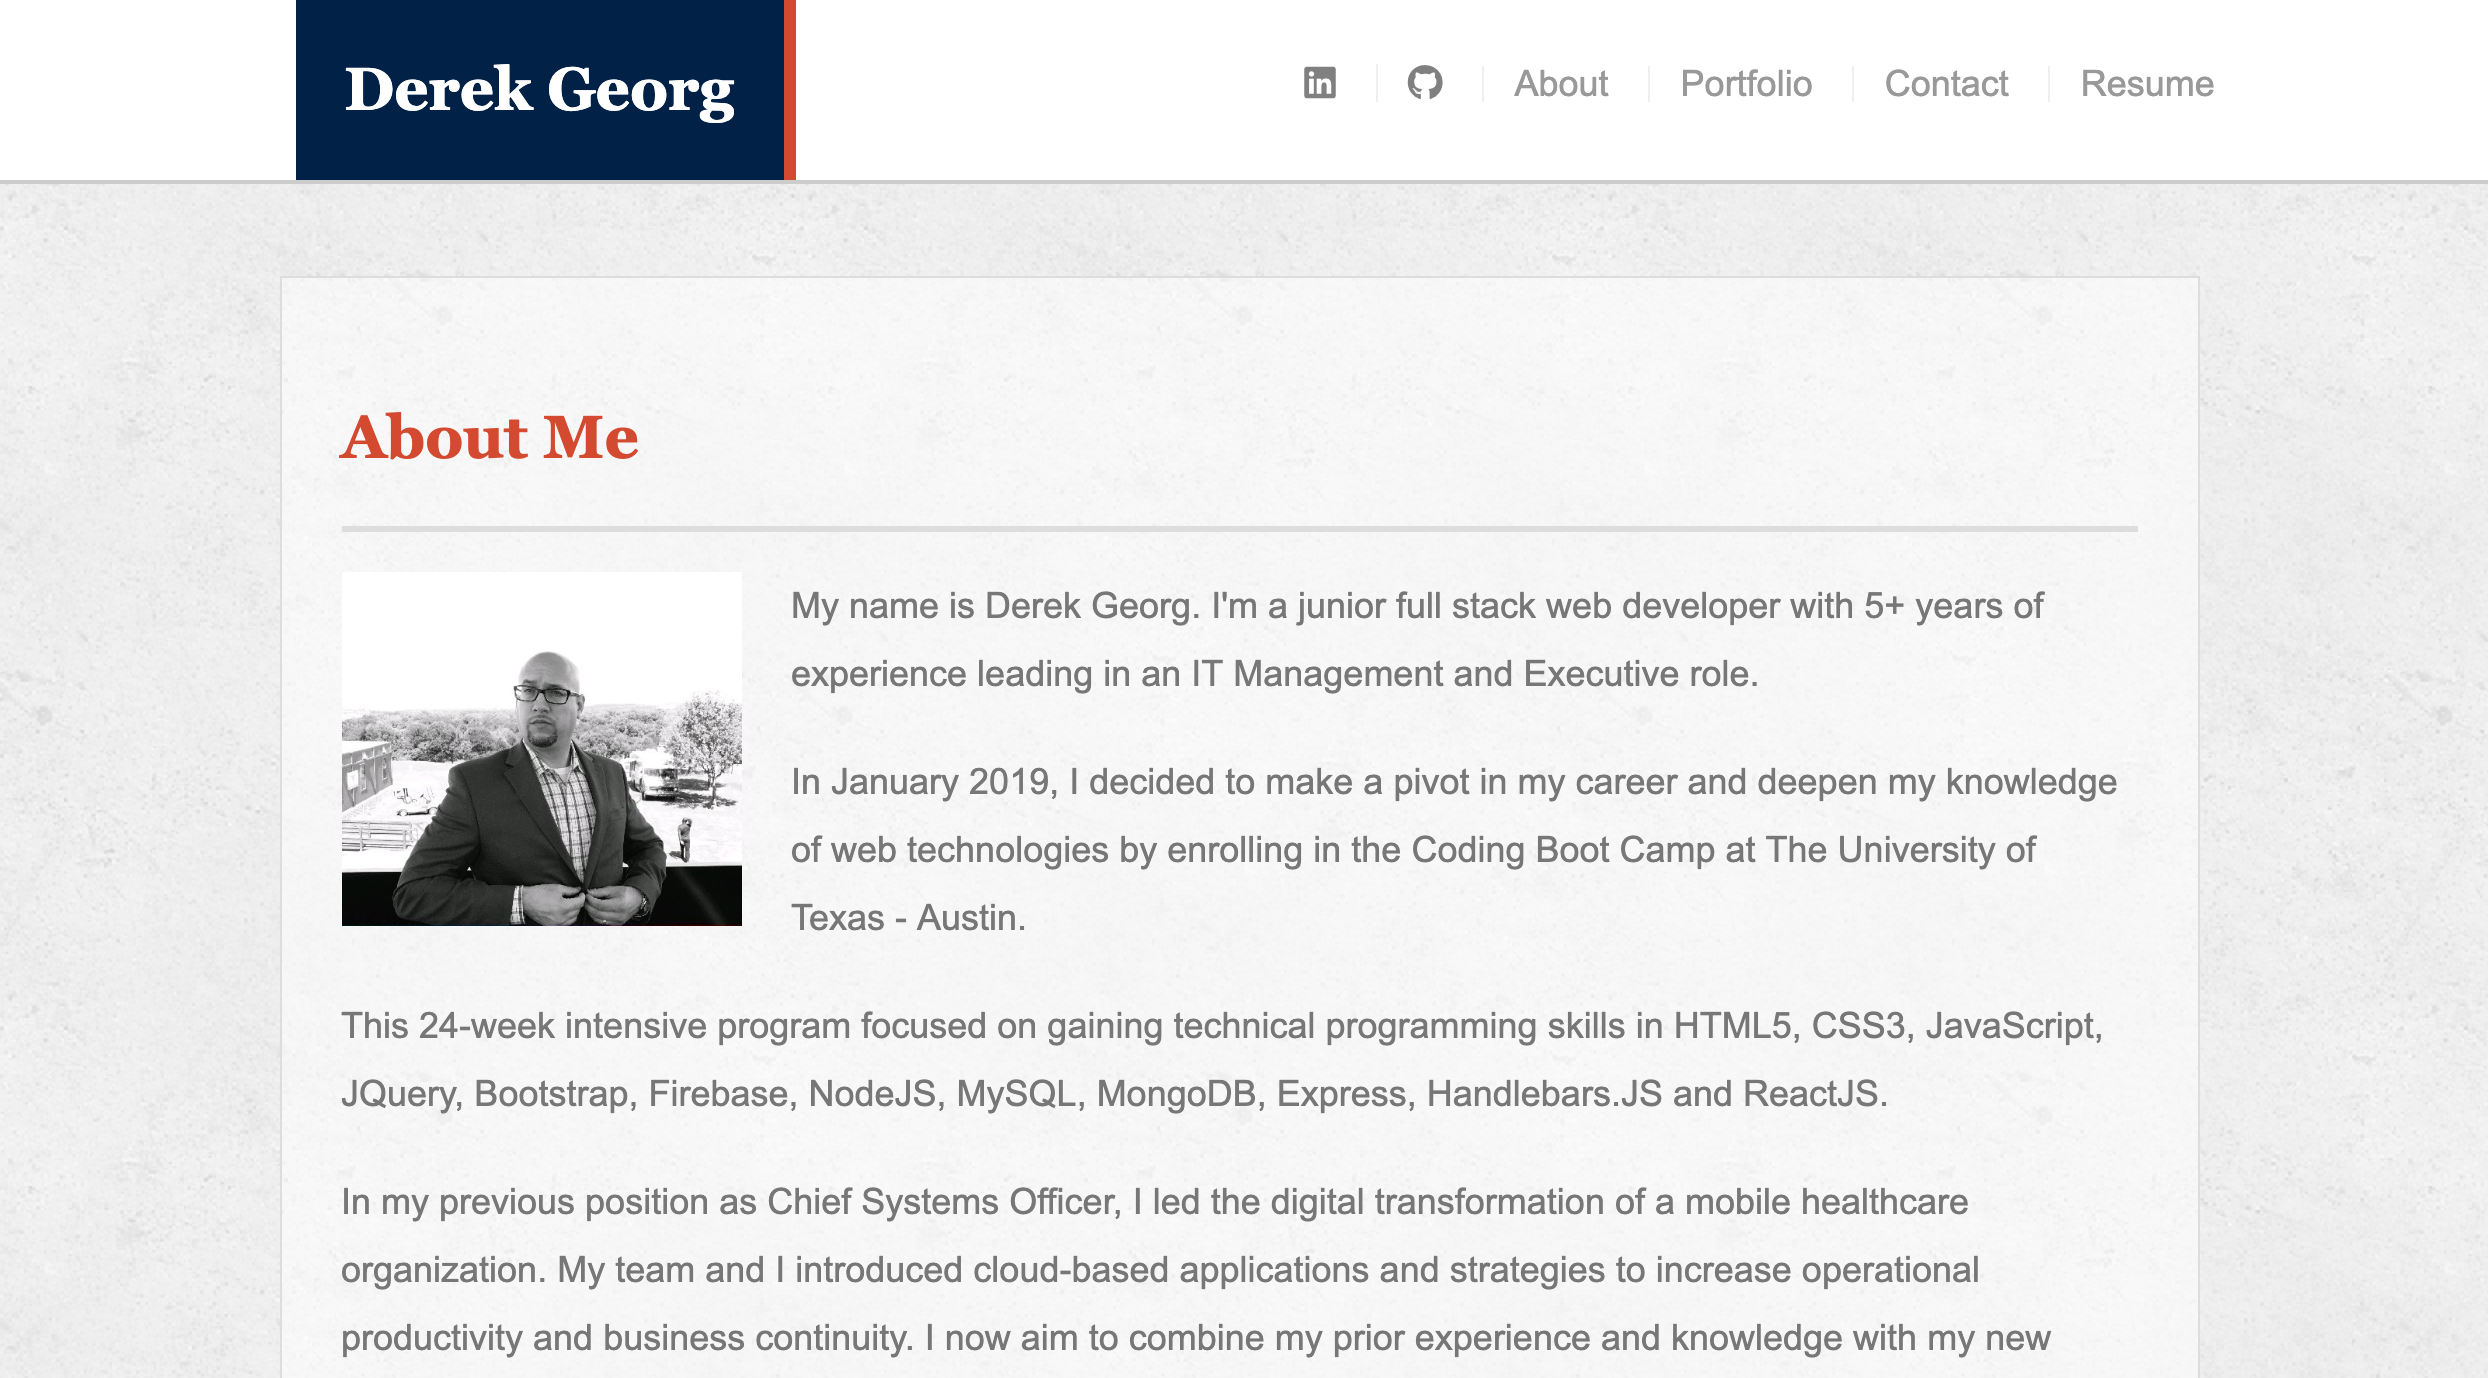 Derek Georg
About
Portfolio
Contact
Resume
About Me
My name is Derek Georg. I'm a junior full stack web developer with 5+ years of
experience leading in an IT Management and Executive role.
In January 2019, I decided to make a pivot in my career and deepen my knowledge
of web technologies by enrolling in the Coding Boot Camp at The University of
Texas - Austin.
This 24-week intensive program focused on gaining technical programming skills in HTML5, CSS3, JavaScript,
JQuery, Bootstrap, Firebase, NodeJS, MySQL, MongoDB, Express, Handlebars.JS and ReactJS.
In my previous position as Chief Systems Officer, I led the digital transformation of a mobile healthcare
organization. My team and I introduced cloud-based applications and strategies to increase operational
productivity and business continuity. I now aim to combine my prior experience and knowledge with my new